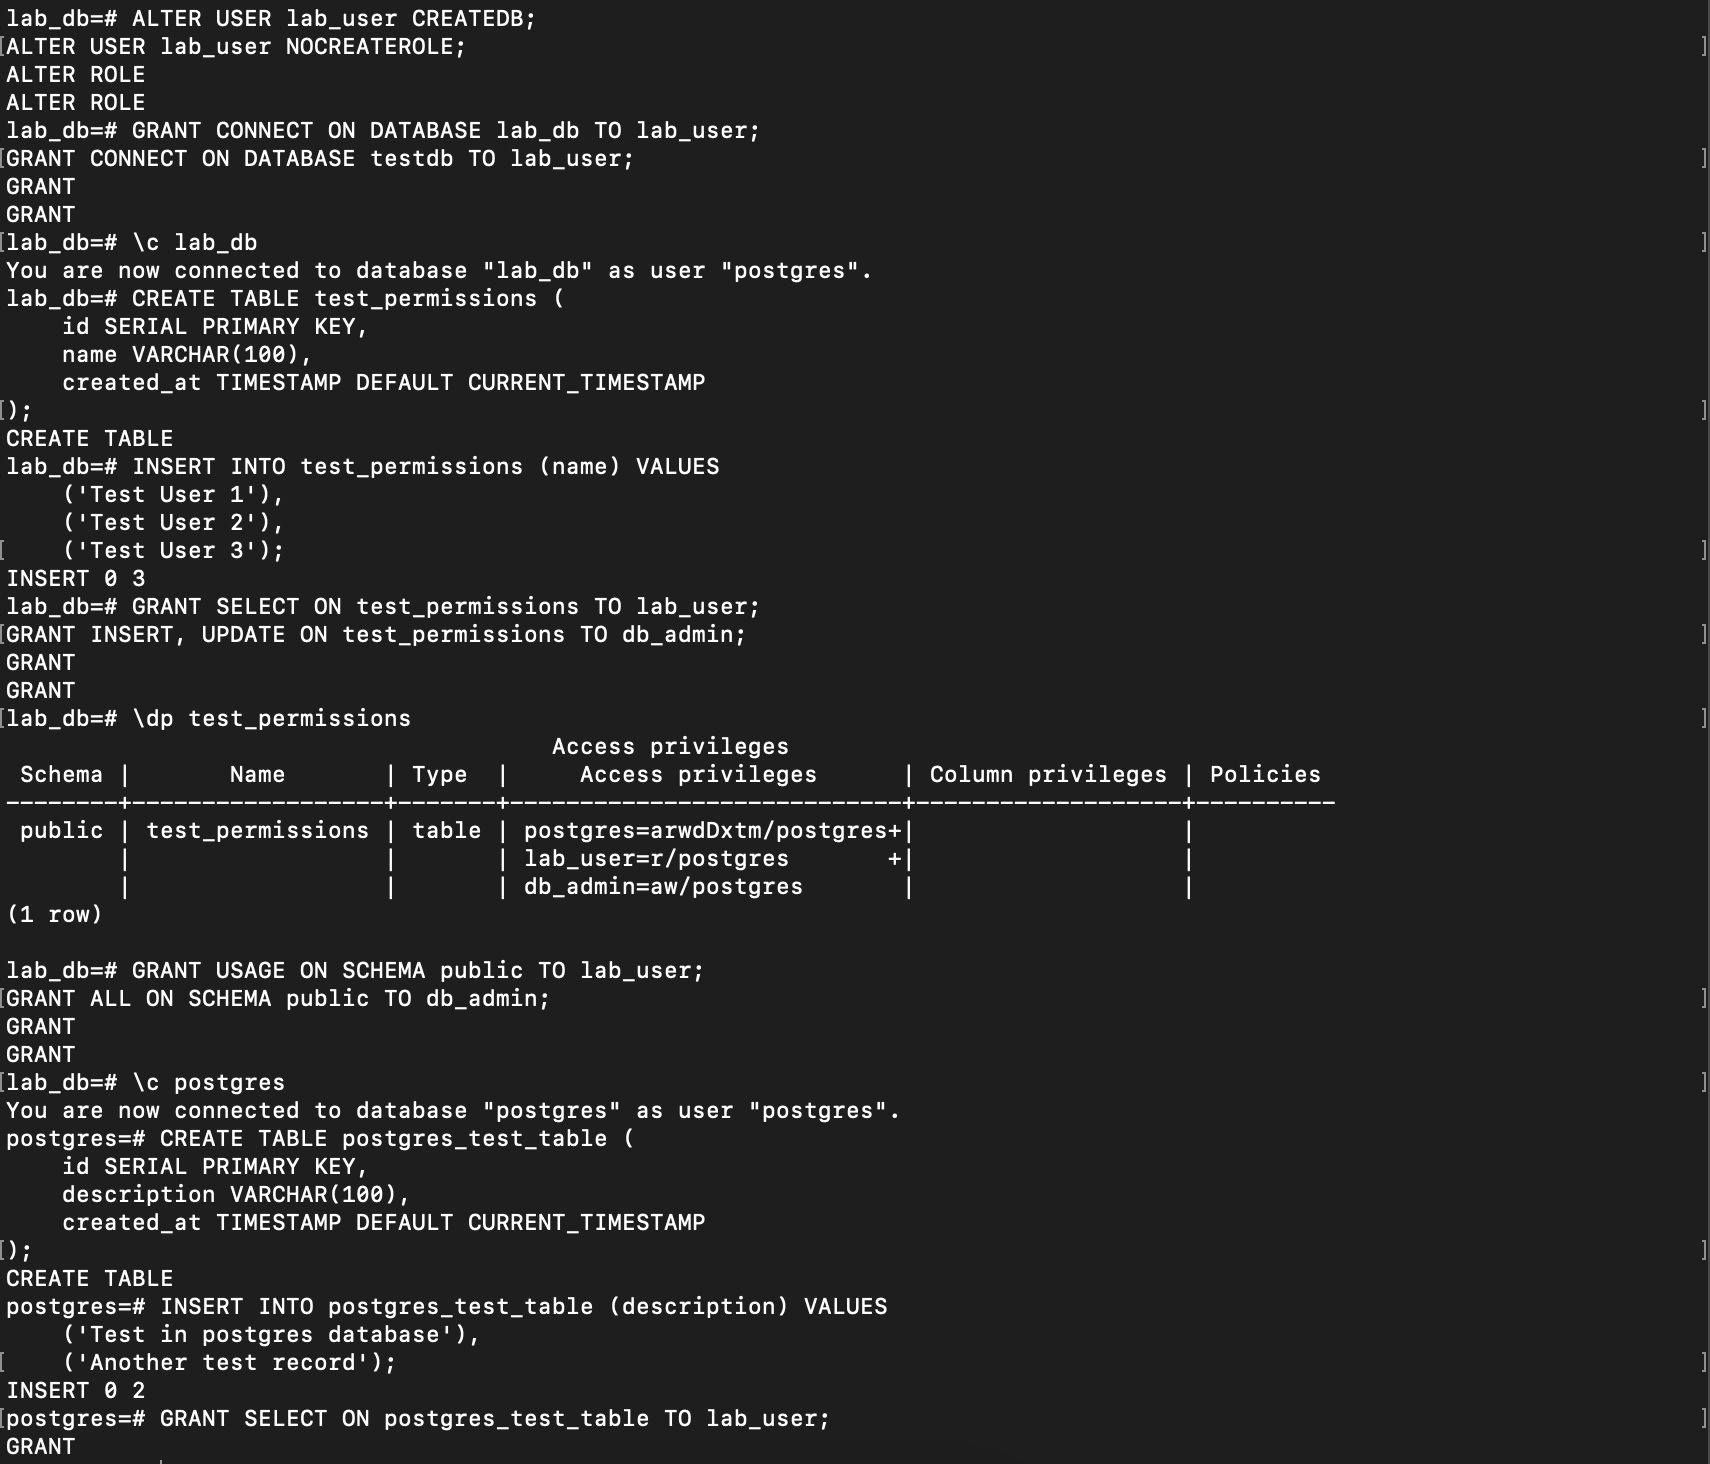 lab_db=# ALTER USER lab_user CREATEDB;
[ALTER USER lab_user NOCREATEROLE; ]
ALTER ROLE
ALTER ROLE
lab_db=# GRANT CONNECT ON DATABASE lab_db TO lab_user;
[GRANT CONNECT ON DATABASE testdb TO lab_user; ]
GRANT
GRANT
[lab_db=# \c lab_db ]
You are now connected to database "lab_db" as user "postgres".
lab_db=# CREATE TABLE test_permissions (
    id SERIAL PRIMARY KEY,
    name VARCHAR(100),
    created_at TIMESTAMP DEFAULT CURRENT_TIMESTAMP
[); ]
CREATE TABLE
lab_db=# INSERT INTO test_permissions (name) VALUES
    ('Test User 1'),
    ('Test User 2'),
[    ('Test User 3'); ]
INSERT 0 3
lab_db=# GRANT SELECT ON test_permissions TO lab_user;
[GRANT INSERT, UPDATE ON test_permissions TO db_admin; ]
GRANT
GRANT
[lab_db=# \dp test_permissions ]
                                       Access privileges
 Schema |       Name       | Type  |     Access privileges      | Column privileges | Policies
--------+------------------+-------+----------------------------+-------------------+----------
 public | test_permissions | table | postgres=arwdDxtm/postgres+|                   |
        |                  |       | lab_user=r/postgres       +|                   |
        |                  |       | db_admin=aw/postgres       |                   |
(1 row)

lab_db=# GRANT USAGE ON SCHEMA public TO lab_user;
[GRANT ALL ON SCHEMA public TO db_admin; ]
GRANT
GRANT
[lab_db=# \c postgres ]
You are now connected to database "postgres" as user "postgres".
postgres=# CREATE TABLE postgres_test_table (
    id SERIAL PRIMARY KEY,
    description VARCHAR(100),
    created_at TIMESTAMP DEFAULT CURRENT_TIMESTAMP
[); ]
CREATE TABLE
postgres=# INSERT INTO postgres_test_table (description) VALUES
    ('Test in postgres database'),
[    ('Another test record'); ]
INSERT 0 2
[postgres=# GRANT SELECT ON postgres_test_table TO lab_user; ]
GRANT